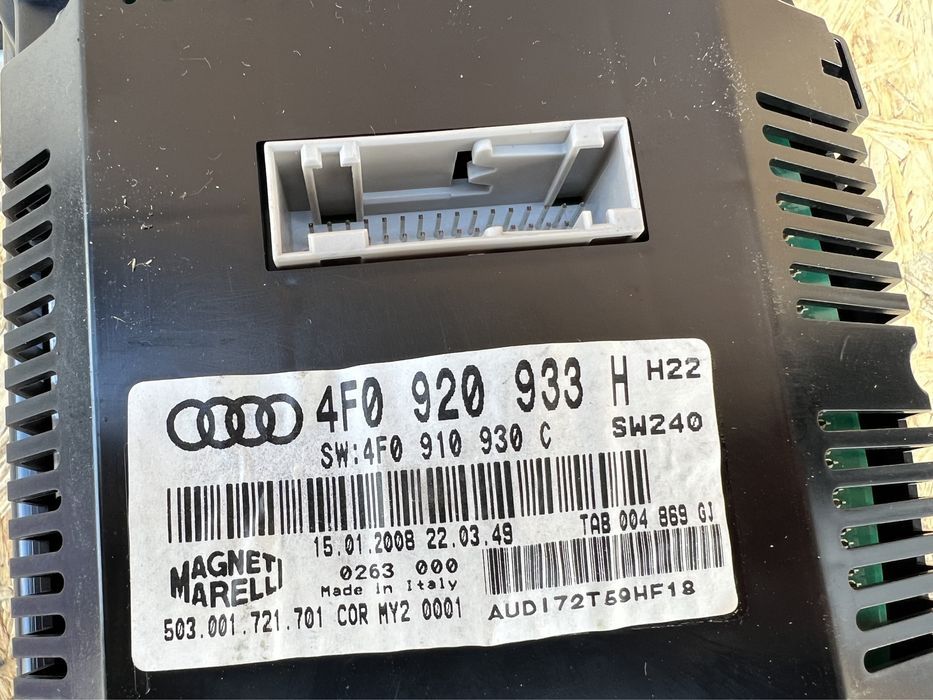 4F0 920 933 H H22
SW:4F0 910 930 C SW240
15.01.2008 22.03.49 TAB 004 869 GJ
MAGNETI
MARELLI
0263 000
Made in Italy
503.001.721.701 COR MY2 0001
AUDI72T59HF18